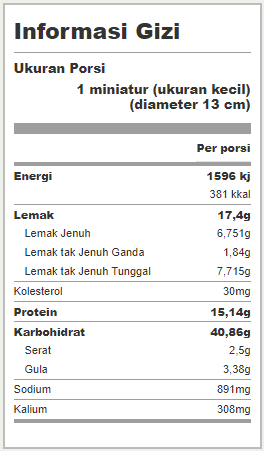 Informasi Gizi
Ukuran Porsi
1 miniatur (ukuran kecil)
(diameter 13 cm)
Per porsi
Energi 1596 kj
381 kkal
Lemak 17,4g
Lemak Jenuh 6,751g
Lemak tak Jenuh Ganda 1,84g
Lemak tak Jenuh Tunggal 7,715g
Kolesterol 30mg
Protein 15,14g
Karbohidrat 40,86g
Serat 2,5g
Gula 3,38g
Sodium 891mg
Kalium 308mg